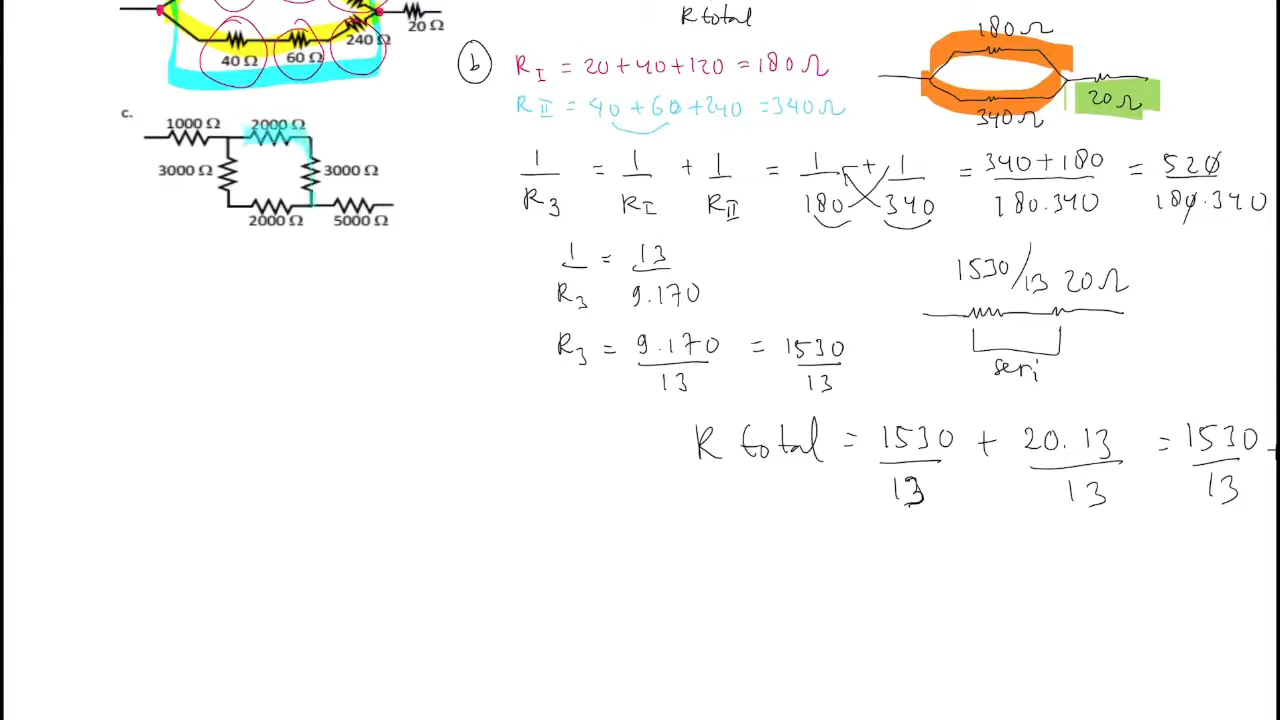 R total
20 Ω
240 Ω
40 Ω 60 Ω
180 Ω
b R_I = 20 + 40 + 120 = 180 Ω
R_II = 40 + 60 + 240 = 340 Ω
340 Ω 20 Ω
c.
1000 Ω 2000 Ω
3000 Ω 3000 Ω
2000 Ω 5000 Ω
1/R_3 = 1/R_I + 1/R_II = 1/180 + 1/340 = 340 + 180/180.340 = 520/180.340
1/R_3 = 13/9.170
1530/13 20 Ω
R_3 = 9.170/13 = 1530/13
seri
R total = 1530/13 + 20.13/13 = 1530/13 +